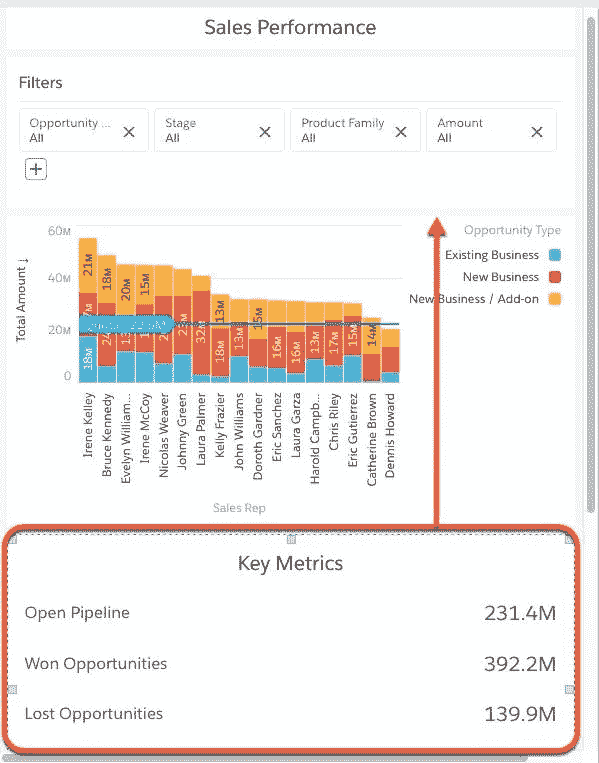 Sales Performance
Filters
Opportunity ...
All
Stage
All
Product Family
All
Amount
All
60M
40M
20M
0
Total Amount ↓
21M
18M
20M
15M
13M
15M
14M
18M
32M
18M
13M
16M
16M
13M
17M
15M
Opportunity Type
Existing Business
New Business
New Business / Add-on
Irene Kelley
Bruce Kennedy
Evelyn William...
Irene McCoy
Nicolas Weaver
Johnny Green
Laura Palmer
Kelly Frazier
John Williams
Doroth Gardner
Eric Sanchez
Laura Garza
Harold Campb...
Chris Riley
Eric Gutierrez
Catherine Brown
Dennis Howard
Sales Rep
Key Metrics
Open Pipeline 231.4M
Won Opportunities 392.2M
Lost Opportunities 139.9M